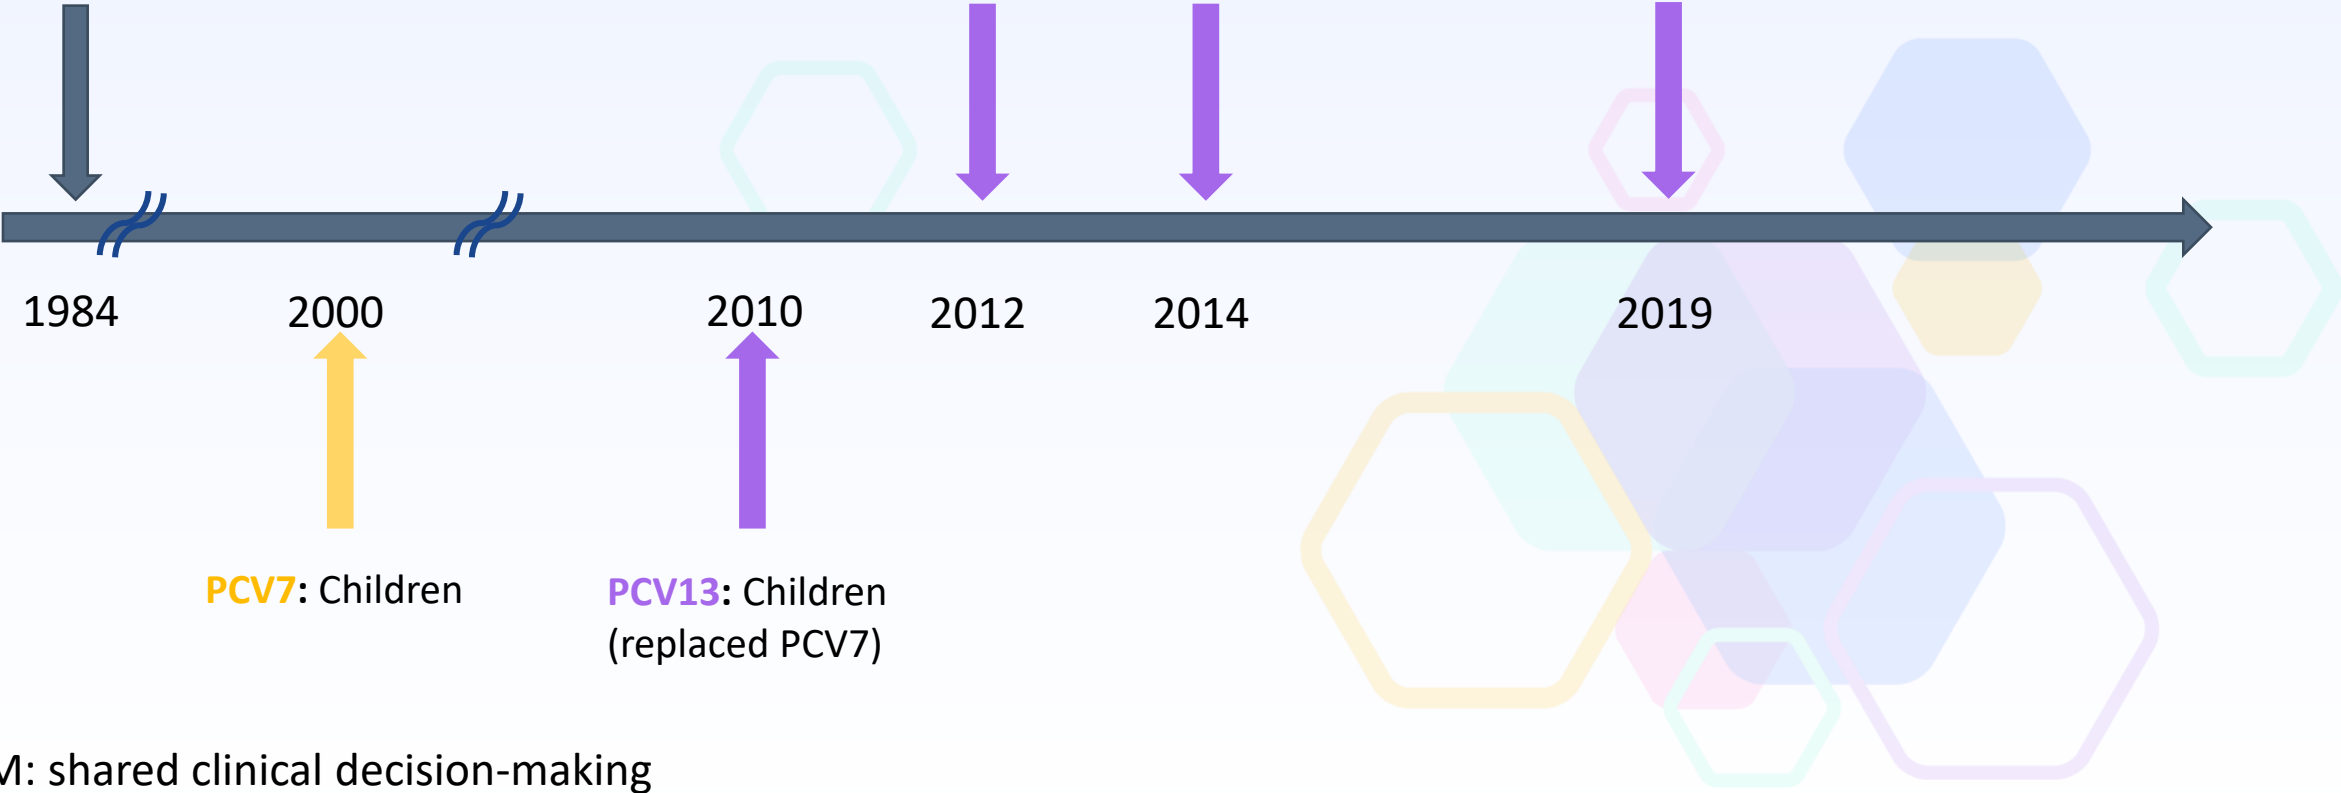 1984 2000 2010 2012 2014 2019
PCV7: Children
PCV13: Children
(replaced PCV7)
M: shared clinical decision-making